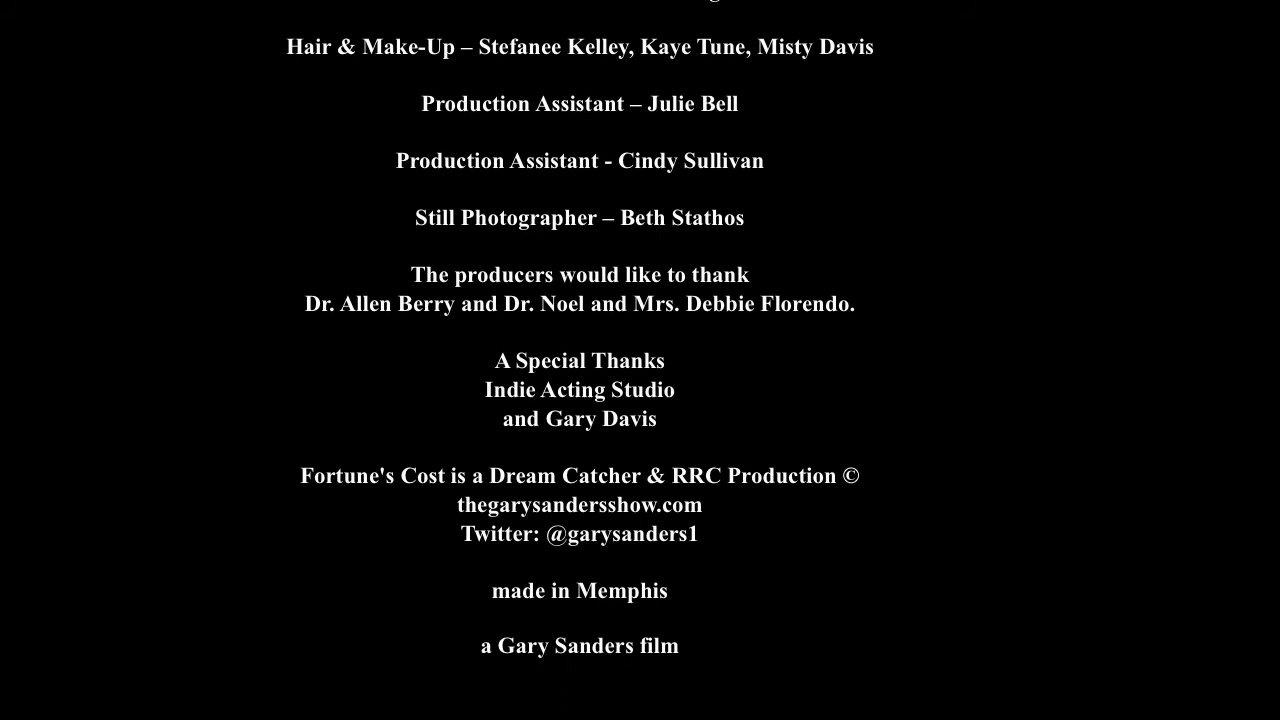 Hair & Make-Up – Stefanee Kelley, Kaye Tune, Misty Davis
Production Assistant – Julie Bell
Production Assistant - Cindy Sullivan
Still Photographer – Beth Stathos
The producers would like to thank
Dr. Allen Berry and Dr. Noel and Mrs. Debbie Florendo.
A Special Thanks
Indie Acting Studio
and Gary Davis
Fortune's Cost is a Dream Catcher & RRC Production ©
thegarysandersshow.com
Twitter: @garysanders1
made in Memphis
a Gary Sanders film